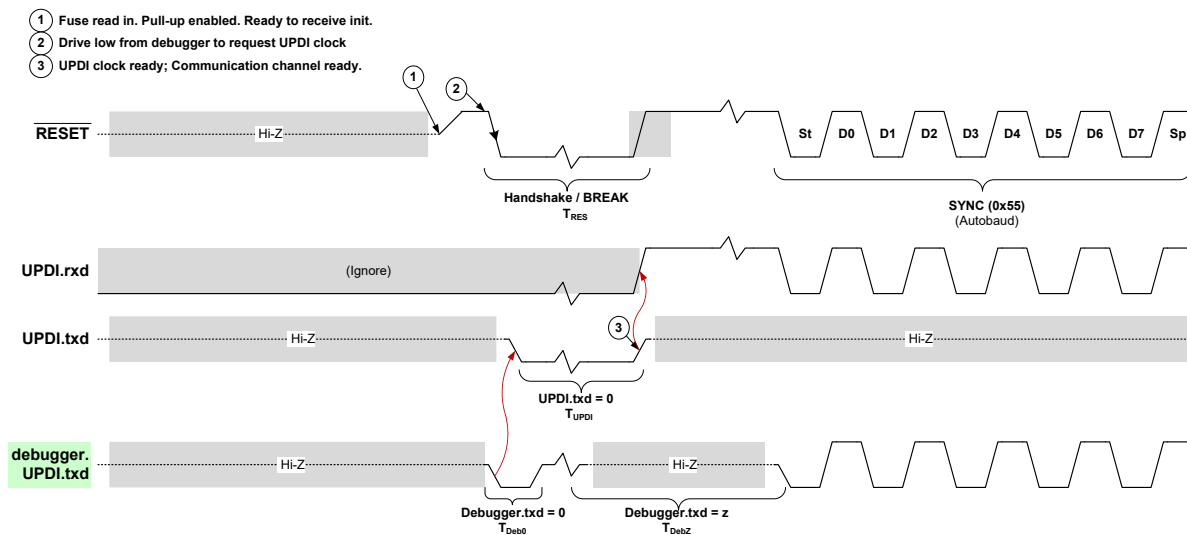 1 Fuse read in. Pull-up enabled. Ready to receive init.
2 Drive low from debugger to request UPDI clock
3 UPDI clock ready; Communication channel ready.
1
2
RESET
Hi-Z
St D0 D1 D2 D3 D4 D5 D6 D7 Sp
Handshake / BREAK
TRES
SYNC (0x55)
(Autobaud)
UPDI.rxd
(Ignore)
3
UPDI.txd
Hi-Z
Hi-Z
UPDI.txd = 0
TUPDI
debugger.
UPDI.txd
Hi-Z
Hi-Z
Debugger.txd = 0
TDeb0
Debugger.txd = z
TDebZ